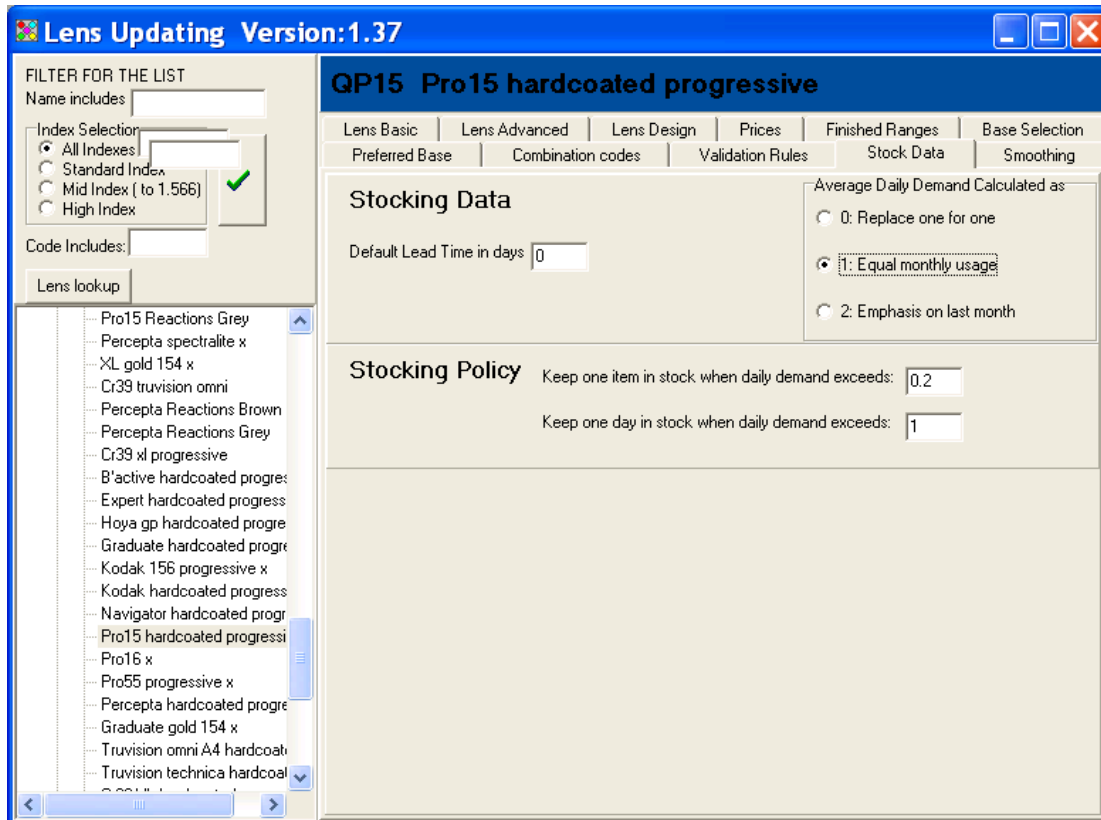 Lens Updating Version:1.37
FILTER FOR THE LIST
Name includes
Index Selection
All Indexes
Standard Index
Mid Index ( to 1.566)
High Index
Code Includes:
Lens lookup
Pro15 Reactions Grey
Percepta spectralite x
XL gold 154 x
Cr39 truvision omni
Percepta Reactions Brown
Percepta Reactions Grey
Cr39 xl progressive
B'active hardcoated progres
Expert hardcoated progress
Hoya gp hardcoated progre
Graduate hardcoated progre
Kodak 156 progressive x
Kodak hardcoated progress
Navigator hardcoated progr
Pro15 hardcoated progressi
Pro16 x
Pro55 progressive x
Percepta hardcoated progre
Graduate gold 154 x
Truvision omni A4 hardcoat
Truvision technica hardcoat
QP15 Pro15 hardcoated progressive
Lens Basic Lens Advanced Lens Design Prices Finished Ranges Base Selection
Preferred Base Combination codes Validation Rules Stock Data Smoothing
Stocking Data
Default Lead Time in days 0
Average Daily Demand Calculated as
0: Replace one for one
1: Equal monthly usage
2: Emphasis on last month
Stocking Policy
Keep one item in stock when daily demand exceeds: 0.2
Keep one day in stock when daily demand exceeds: 1